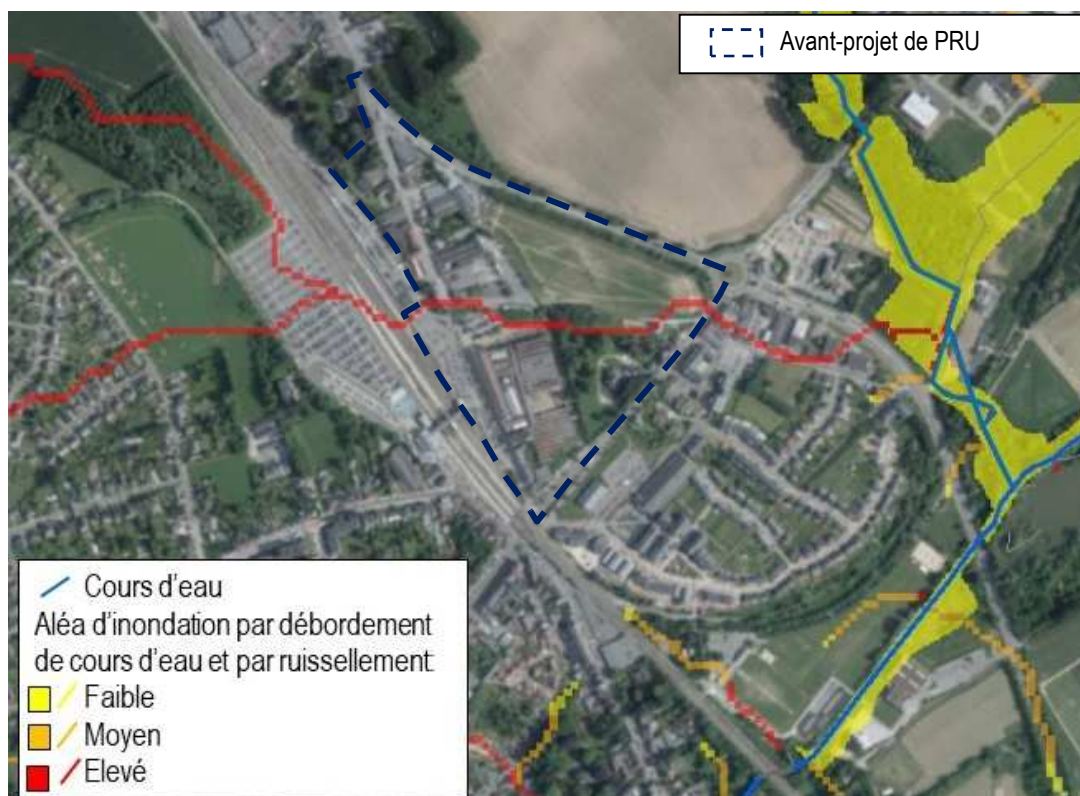 Avant-projet de PRU
Cours d'eau
Aléa d'inondation par débordement
de cours d'eau et par ruissellement:
Faible
Moyen
Elevé